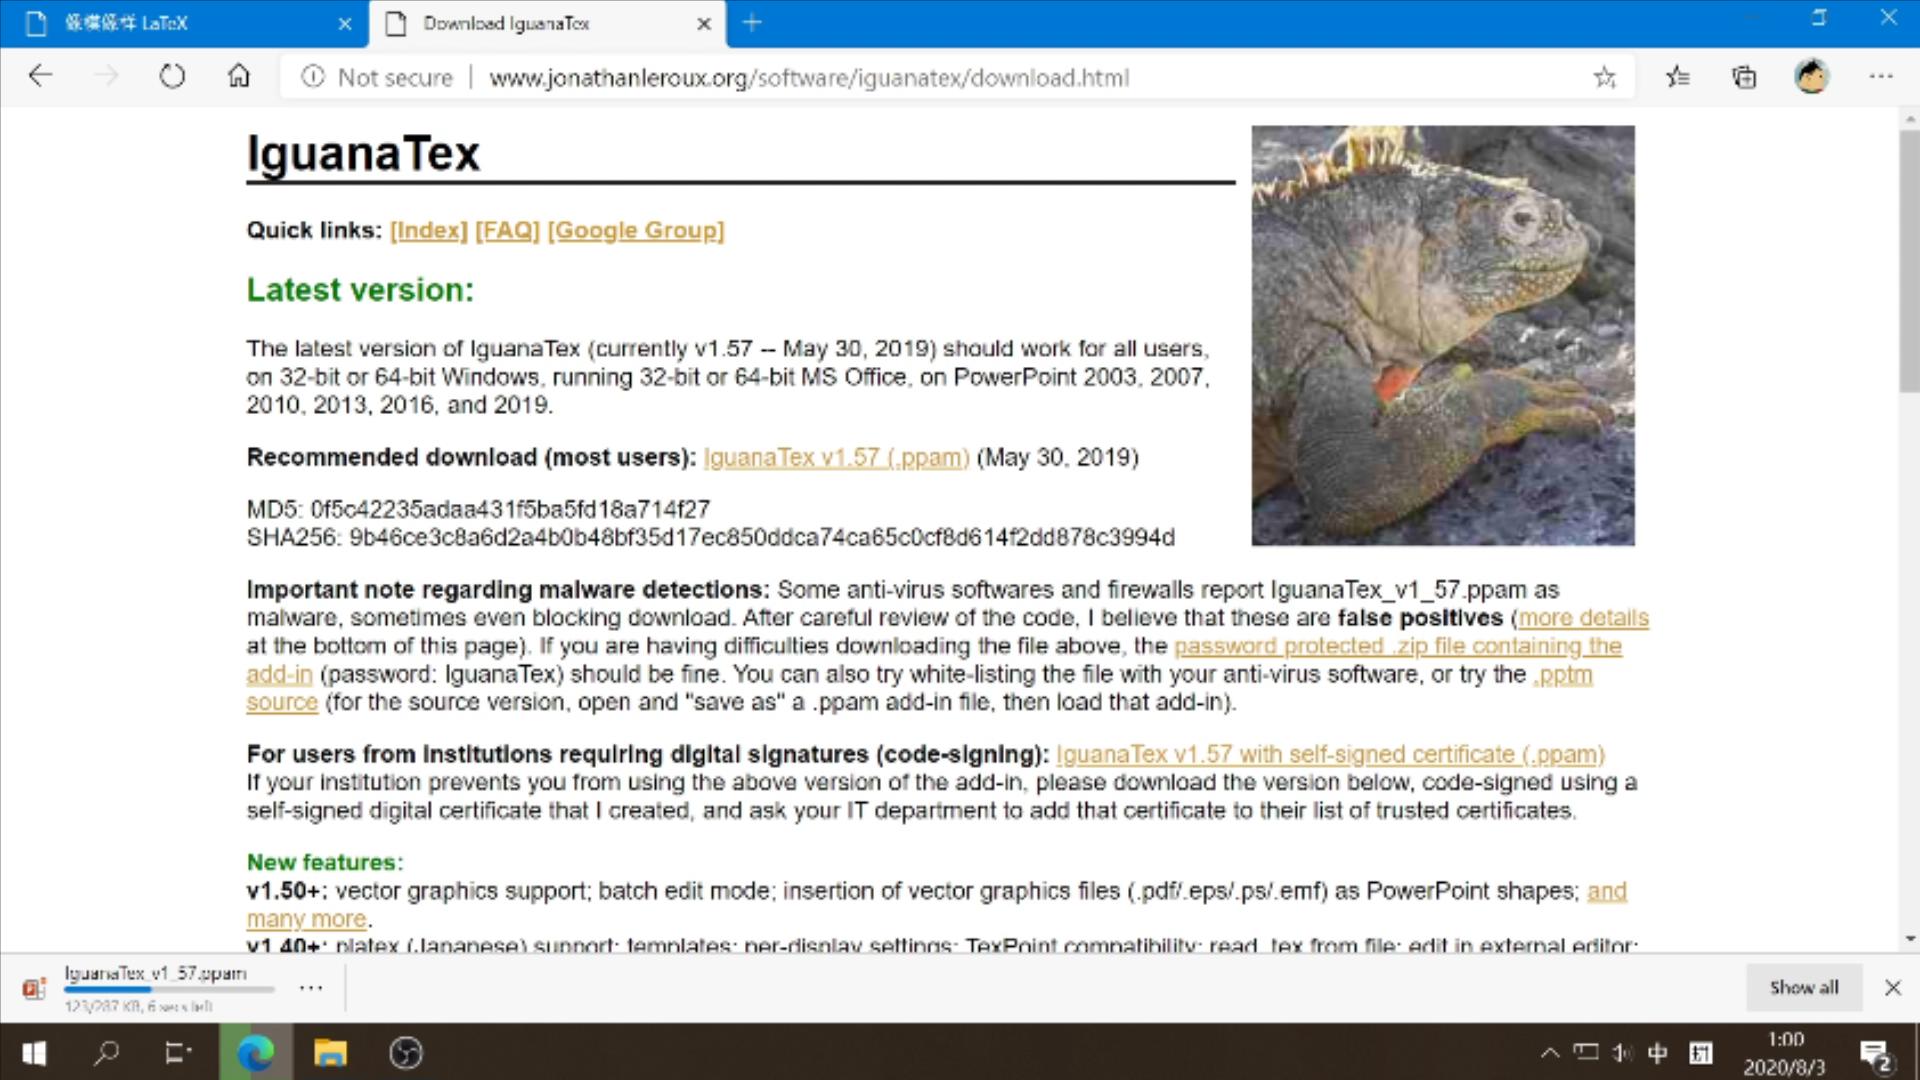 像模像样 LaTeX
Download IguanaTex
Not secure | www.jonathanleroux.org/software/iguanatex/download.html
IguanaTex
Quick links: [Index] [FAQ] [Google Group]
Latest version:
The latest version of IguanaTex (currently v1.57 -- May 30, 2019) should work for all users,
on 32-bit or 64-bit Windows, running 32-bit or 64-bit MS Office, on PowerPoint 2003, 2007,
2010, 2013, 2016, and 2019.
Recommended download (most users): IguanaTex v1.57 (.ppam) (May 30, 2019)
MD5: 0f5c42235adaa431f5ba5fd18a714f27
SHA256: 9b46ce3c8a6d2a4b0b48bf35d17ec850ddca74ca65c0cf8d614f2dd878c3994d
Important note regarding malware detections: Some anti-virus softwares and firewalls report IguanaTex_v1_57.ppam as
malware, sometimes even blocking download. After careful review of the code, I believe that these are false positives (more details
at the bottom of this page). If you are having difficulties downloading the file above, the password protected .zip file containing the
add-in (password: IguanaTex) should be fine. You can also try white-listing the file with your anti-virus software, or try the .pptm
source (for the source version, open and "save as" a .ppam add-in file, then load that add-in).
For users from institutions requiring digital signatures (code-signing): IguanaTex v1.57 with self-signed certificate (.ppam)
If your institution prevents you from using the above version of the add-in, please download the version below, code-signed using a
self-signed digital certificate that I created, and ask your IT department to add that certificate to their list of trusted certificates.
New features:
v1.50+: vector graphics support; batch edit mode; insertion of vector graphics files (.pdf/.eps/.ps/.emf) as PowerPoint shapes; and
many more.
v1.40+: platex (Japanese) support; templates; per-display settings; TexPoint compatibility; read .tex from file; edit in external editor;
IguanaTex_v1_57.ppam
123/287 KB, 6 secs left
Show all
中
拼
1:00
2020/8/3
2